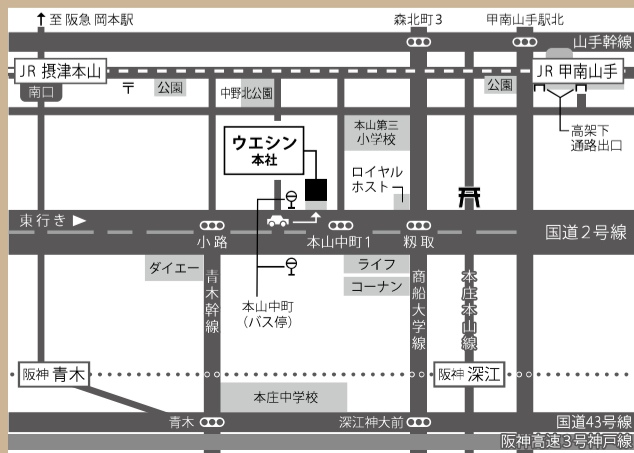 至 阪急 岡本駅
森北町3
甲南山手駅北
山手幹線
JR 摂津本山
JR 甲南山手
南口
〒
公園
中野北公園
公園
本山第三
小学校
高架下
通路出口
ウエシン
本社
ロイヤル
ホスト
東行き
国道2号線
小路
本山中町1
籾取
ダイエー
ライフ
コーナン
青木幹線
商船大学線
本庄本山線
本山中町
(バス停)
阪神 青木
阪神 深江
本庄中学校
青木
深江神大前
国道43号線
阪神高速3号神戸線